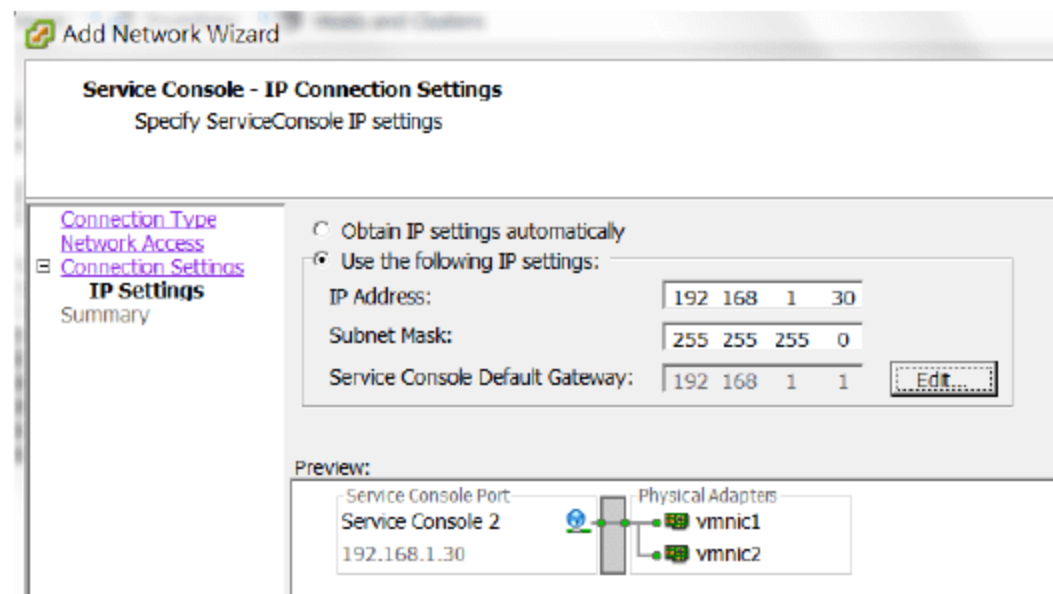 Add Network Wizard
Service Console - IP Connection Settings
Specify ServiceConsole IP settings
Connection Type
Network Access
Connection Settings
IP Settings
Summary
Obtain IP settings automatically
Use the following IP settings:
IP Address: 192 168 1 30
Subnet Mask: 255 255 255 0
Service Console Default Gateway: 192 168 1 1 Edit...
Preview:
Service Console Port Physical Adapters
Service Console 2 vmnic1
192.168.1.30 vmnic2